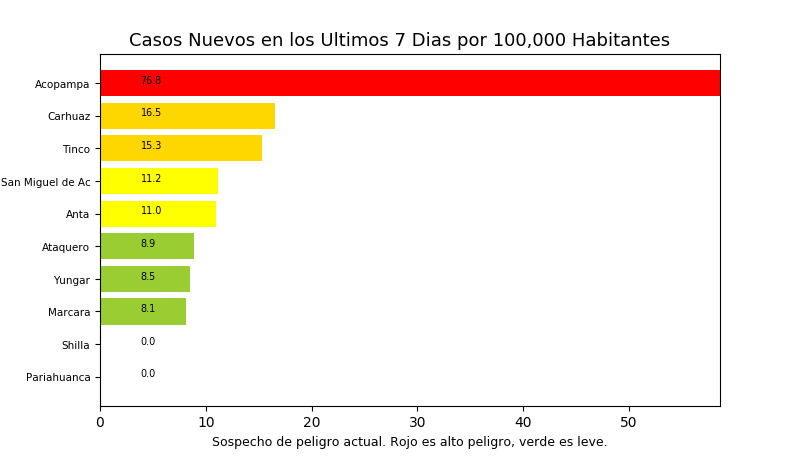 Casos Nuevos en los Ultimos 7 Dias por 100,000 Habitantes
Acopampa 76.8
Carhuaz 16.5
Tinco 15.3
San Miguel de Ac 11.2
Anta 11.0
Ataquero 8.9
Yungar 8.5
Marcara 8.1
Shilla 0.0
Pariahuanca 0.0
0 10 20 30 40 50
Sospecho de peligro actual. Rojo es alto peligro, verde es leve.